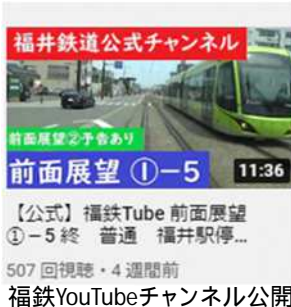 福井鉄道公式チャンネル
前面展望②予告あり
前面展望 ①−5
11:36
【公式】福鉄Tube 前面展望
①−5 終　普通　福井駅停...
507 回視聴・4 週間前
福鉄YouTubeチャンネル公開